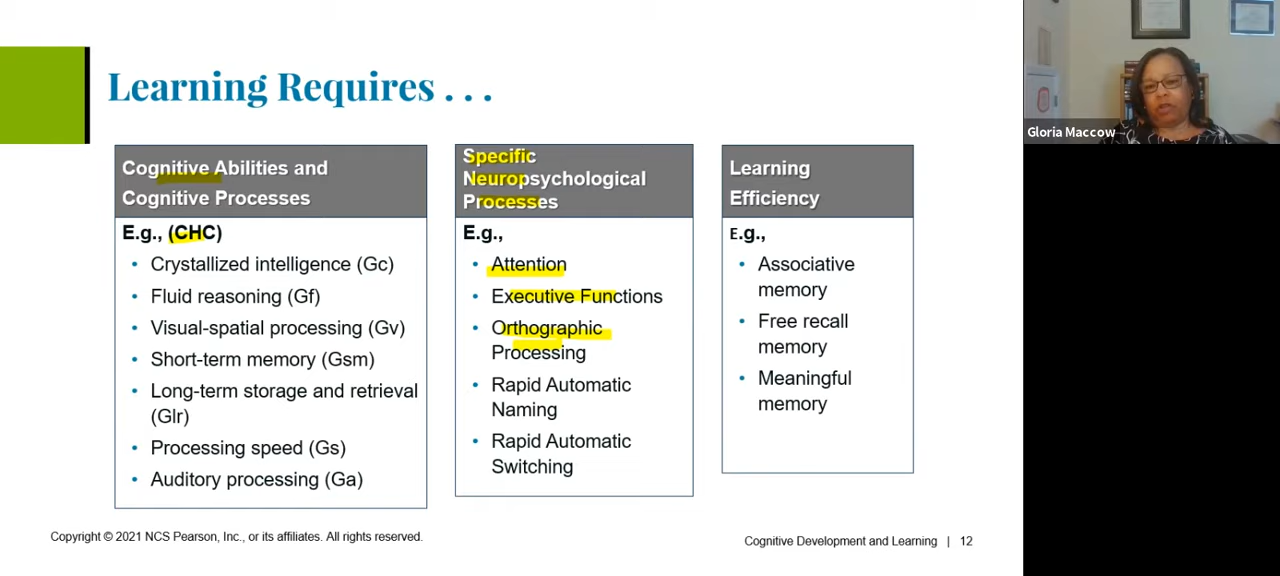 Learning Requires . . .
Cognitive Abilities and
Cognitive Processes
E.g., (CHC)
• Crystallized intelligence (Gc)
• Fluid reasoning (Gf)
• Visual-spatial processing (Gv)
• Short-term memory (Gsm)
• Long-term storage and retrieval
(Glr)
• Processing speed (Gs)
• Auditory processing (Ga)
Specific
Neuropsychological
Processes
E.g.,
• Attention
• Executive Functions
• Orthographic
Processing
• Rapid Automatic
Naming
• Rapid Automatic
Switching
Learning
Efficiency
E.g.,
• Associative
memory
• Free recall
memory
• Meaningful
memory
Copyright © 2021 NCS Pearson, Inc., or its affiliates. All rights reserved.
Cognitive Development and Learning | 12
Gloria Maccow